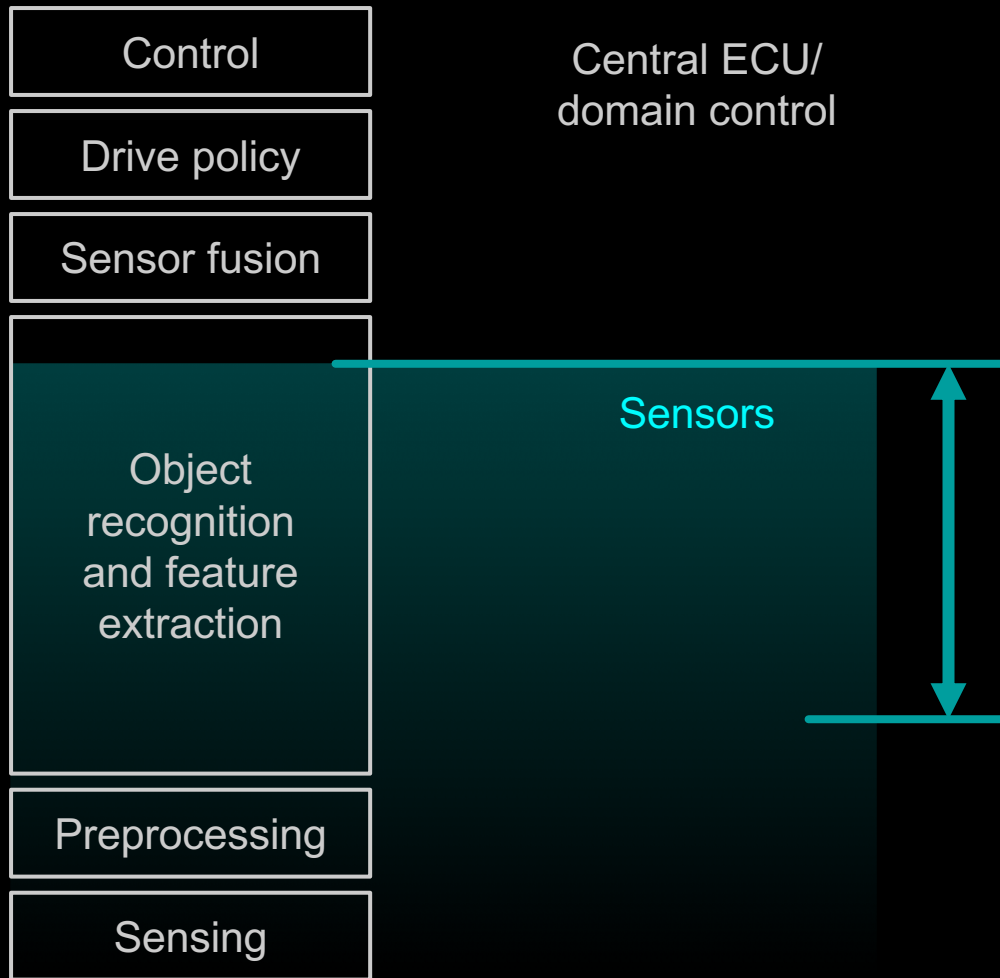 Control
Central ECU/
domain control
Drive policy
Sensor fusion
Sensors
Object
recognition
and feature
extraction
Preprocessing
Sensing